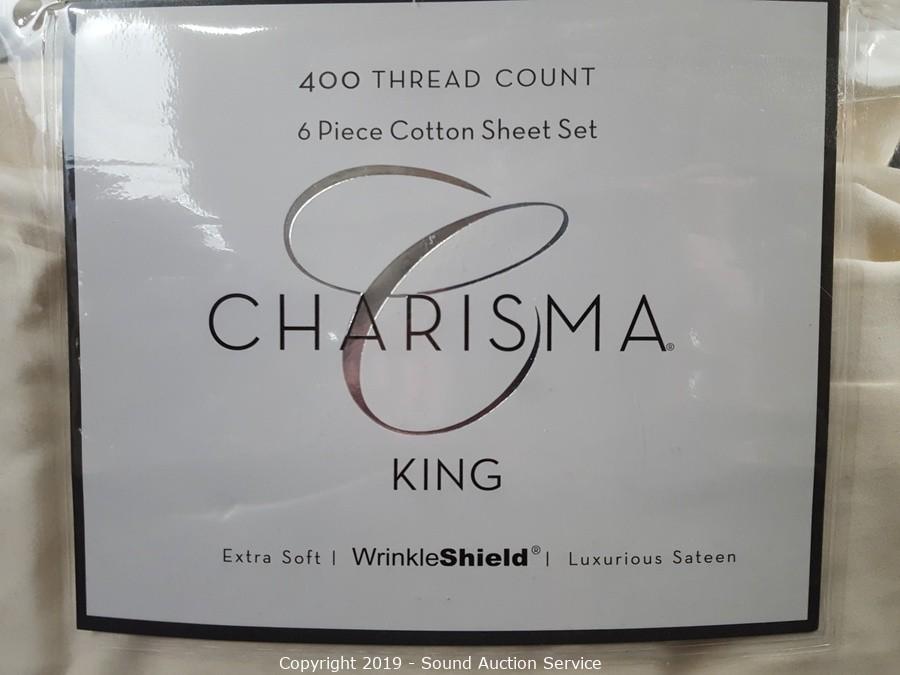 400 THREAD COUNT
6 Piece Cotton Sheet Set
CHARISMA®
KING
Extra Soft | WrinkleShield® | Luxurious Sateen
Copyright 2019 - Sound Auction Service